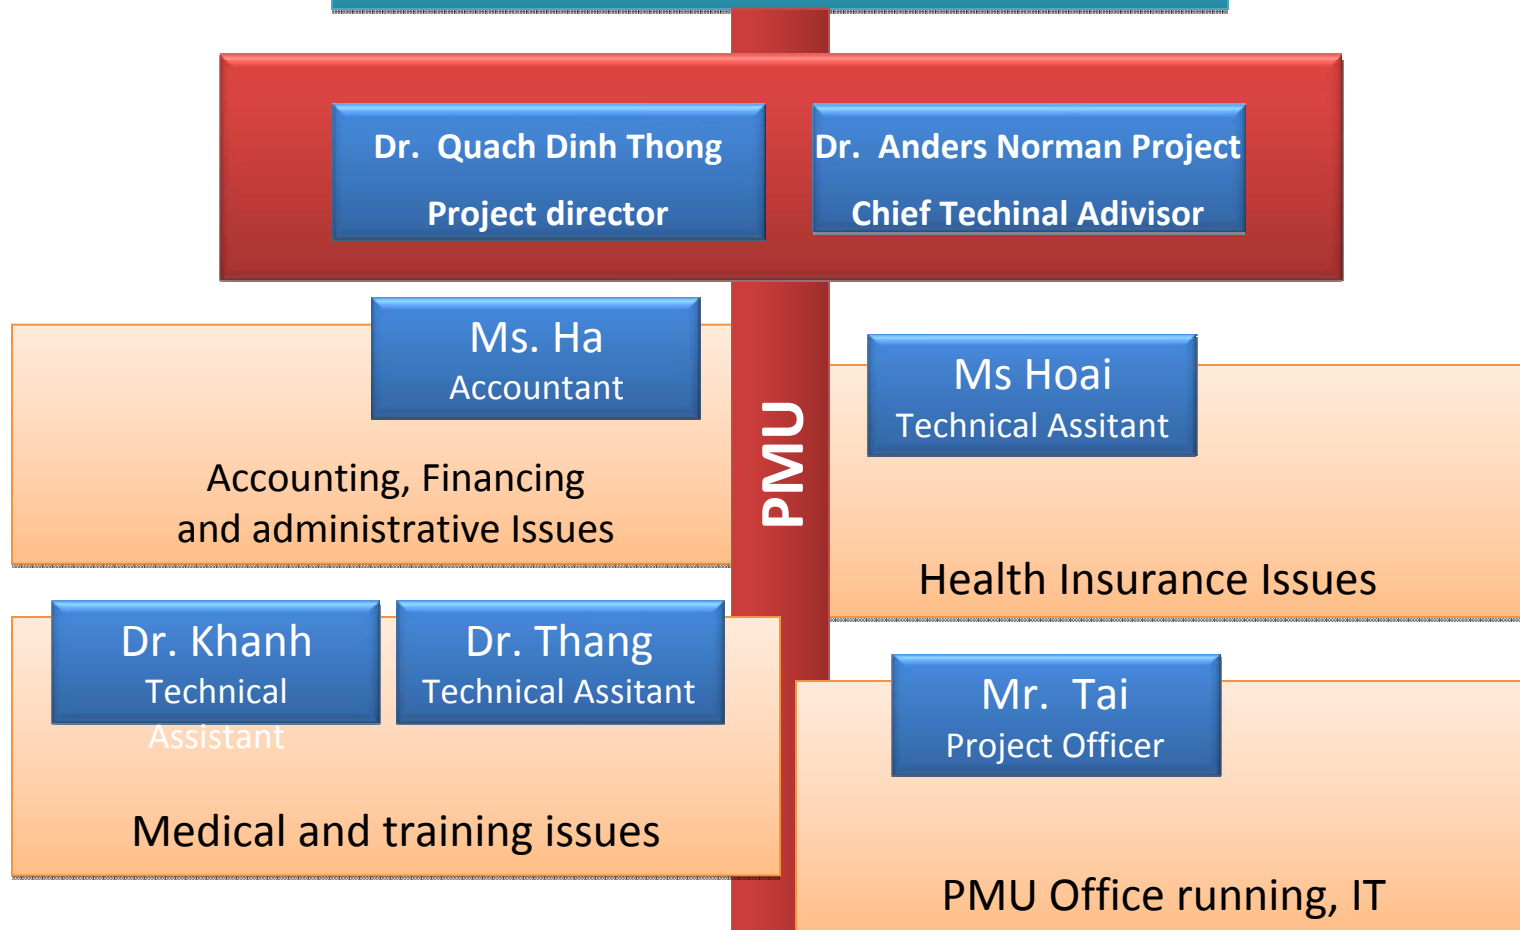 Dr. Quach Dinh Thong
Project director
Dr. Anders Norman Project
Chief Techinal Adivisor
Ms. Ha
Accountant
Accounting, Financing
and administrative Issues
PMU
Ms Hoai
Technical Assitant
Health Insurance Issues
Dr. Khanh
Technical
Assistant
Dr. Thang
Technical Assitant
Medical and training issues
Mr. Tai
Project Officer
PMU Office running, IT